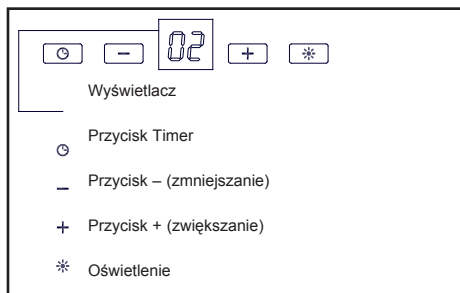 02
Wyświetlacz
Przycisk Timer
Przycisk – (zmniejszanie)
Przycisk + (zwiększanie)
Oświetlenie